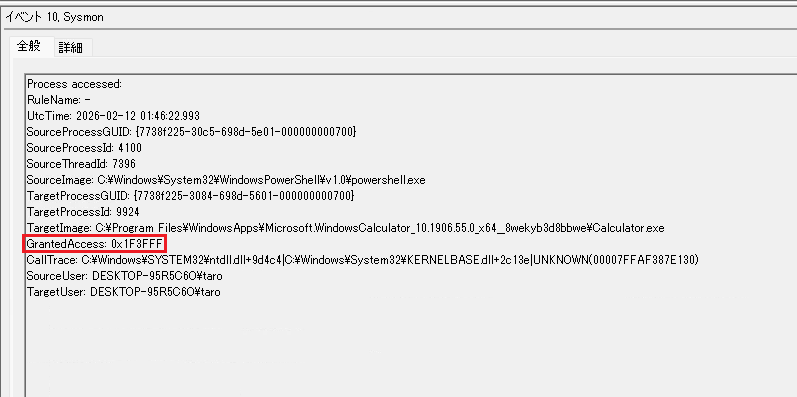 イベント 10, Sysmon
全般 詳細
Process accessed:
RuleName: -
UtcTime: 2026-02-12 01:46:22.993
SourceProcessGUID: {7738f225-30c5-698d-5e01-000000000700}
SourceProcessId: 4100
SourceThreadId: 7396
SourceImage: C:¥Windows¥System32¥WindowsPowerShell¥v1.0¥powershell.exe
TargetProcessGUID: {7738f225-3084-698d-5601-000000000700}
TargetProcessId: 9924
TargetImage: C:¥Program Files¥WindowsApps¥Microsoft.WindowsCalculator_10.1906.55.0_x64__8wekyb3d8bbwe¥Calculator.exe
GrantedAccess: 0x1F3FFF
CallTrace: C:¥Windows¥SYSTEM32¥ntdll.dll+9d4c4|C:¥Windows¥System32¥KERNELBASE.dll+2c13e|UNKNOWN(00007FFAF387E130)
SourceUser: DESKTOP-95R5C6O¥taro
TargetUser: DESKTOP-95R5C6O¥taro